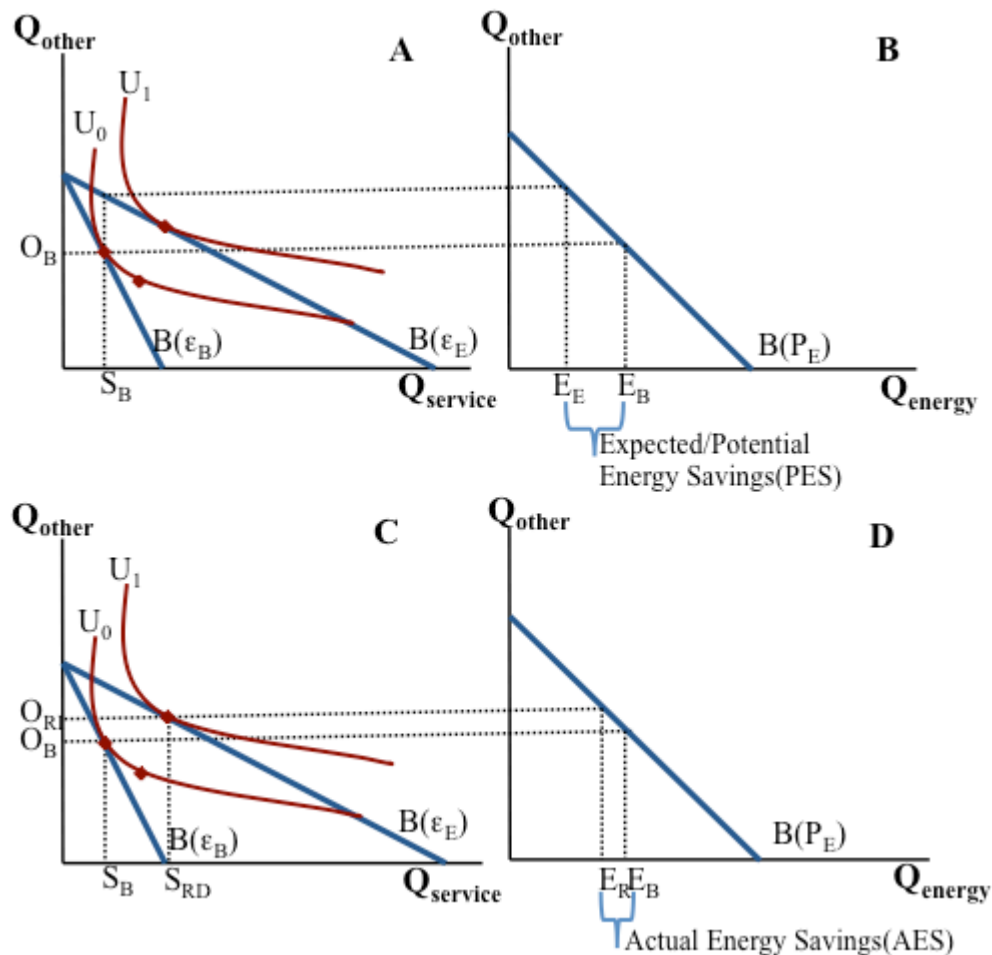 Q_other A
U_1
U_0
O_B
B(ε_B) B(ε_E)
S_B Q_service
Q_other B
B(P_E)
E_E E_B Q_energy
Expected/Potential
Energy Savings(PES)
Q_other C
U_1
U_0
O_RI
O_B
B(ε_B) B(ε_E)
S_B S_RD Q_service
Q_other D
B(P_E)
E_R E_B Q_energy
Actual Energy Savings(AES)